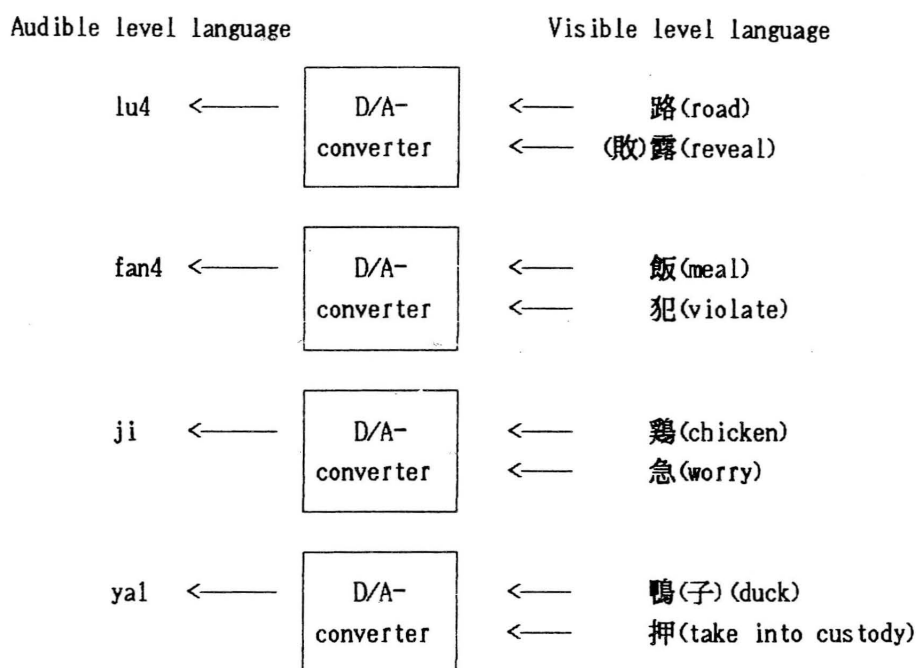 Audible level language Visible level language
lu4 <—— D/A- <—— 路(road)
converter <—— (敗)露(reveal)
fan4 <—— D/A- <—— 飯(meal)
converter <—— 犯(violate)
ji <—— D/A- <—— 鶏(chicken)
converter <—— 急(worry)
ya1 <—— D/A- <—— 鴨(子)(duck)
converter <—— 押(take into custody)